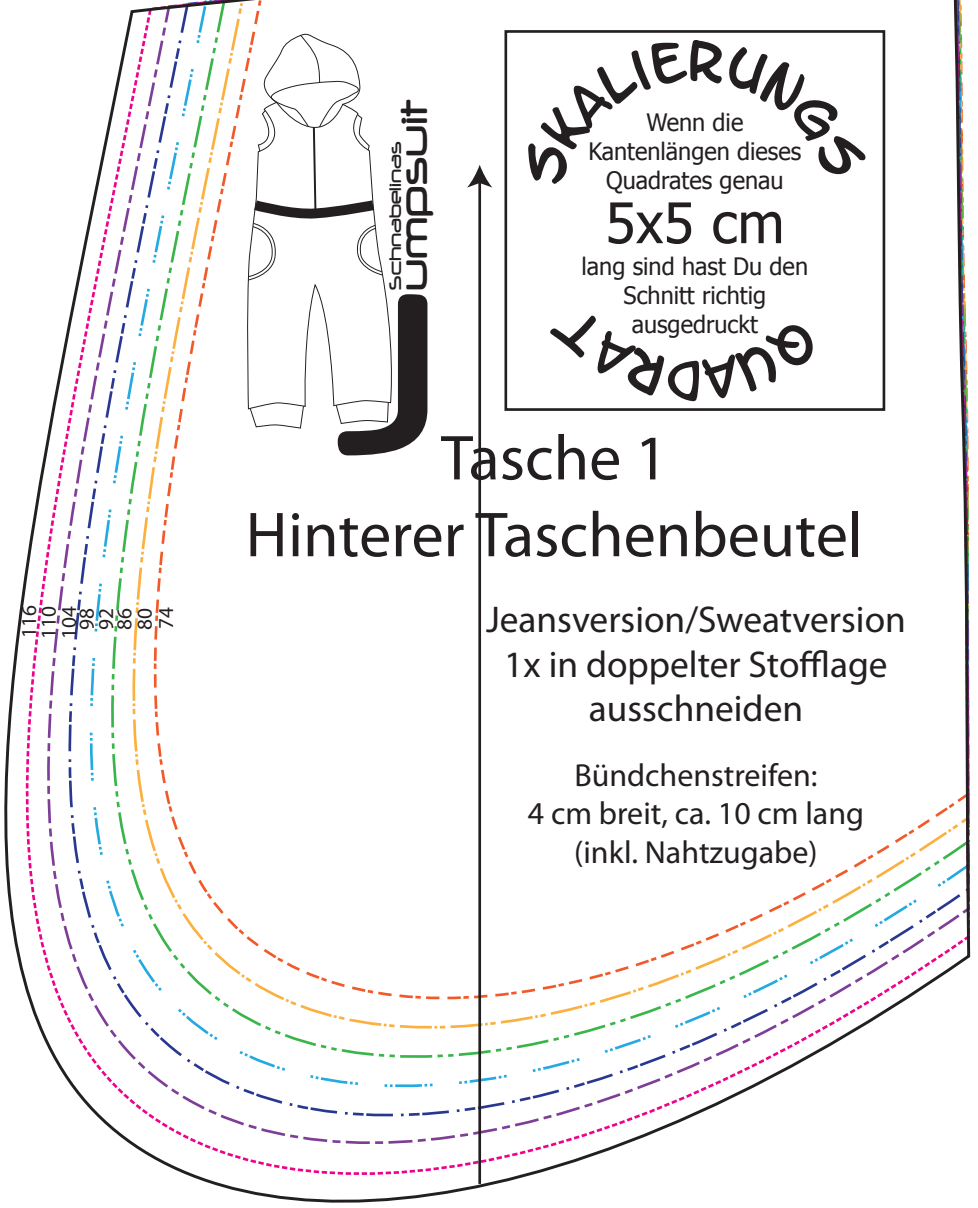 Schnabelinas
Jumpsuit
SKALIERUNGS
Wenn die
Kantenlängen dieses
Quadrates genau
5x5 cm
lang sind hast Du den
Schnitt richtig
ausgedruckt
QUADRAT
Tasche 1
Hinterer Taschenbeutel
116
110
104
98
92
86
80
74
Jeansversion/Sweatversion
1x in doppelter Stofflage
ausschneiden
Bündchenstreifen:
4 cm breit, ca. 10 cm lang
(inkl. Nahtzugabe)